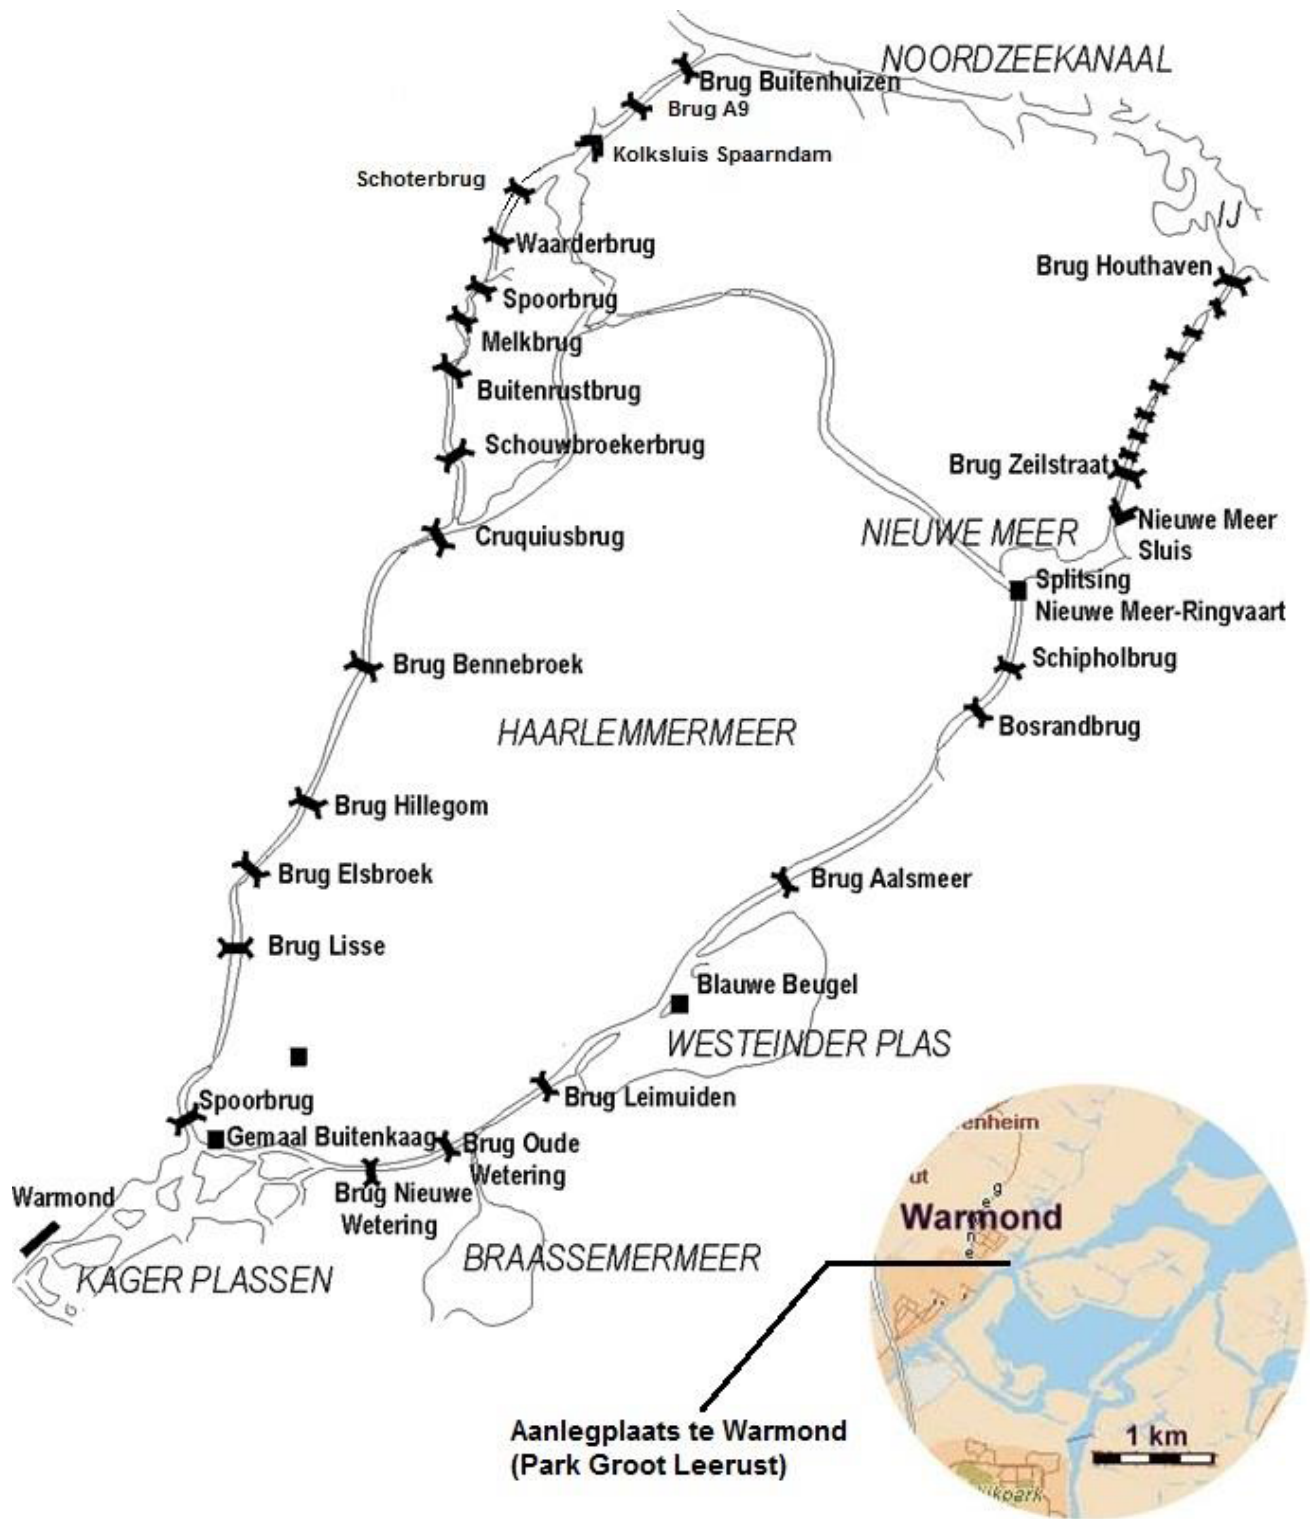 NOORDZEEKANAAL
Brug Buitenhuizen
Brug A9
Kolksluis Spaarndam
Schoterbrug
IJ
Waarderbrug
Brug Houthaven
Spoorbrug
Melkbrug
Buitenrustbrug
Schouwbroekerbrug
Brug Zeilstraat
Cruquiusbrug
NIEUWE MEER
Nieuwe Meer
Sluis
Splitsing
Nieuwe Meer-Ringvaart
Schipholbrug
Brug Bennebroek
Bosrandbrug
HAARLEMMERMEER
Brug Hillegom
Brug Elsbroek
Brug Aalsmeer
Brug Lisse
Blauwe Beugel
WESTEINDER PLAS
Spoorbrug
Brug Leimuiden
Gemaal Buitenkaag
Brug Oude
Wetering
Brug Nieuwe
Wetering
Warmond
KAGER PLASSEN
BRAASSEMERMEER
enheim
ut
Warmond
Aanlegplaats te Warmond
(Park Groot Leerust)
1 km
ikpark